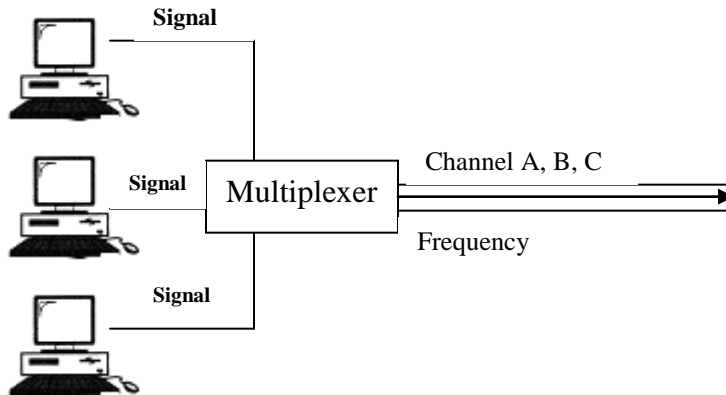 Signal
Channel A, B, C
Signal
Multiplexer
Frequency
Signal